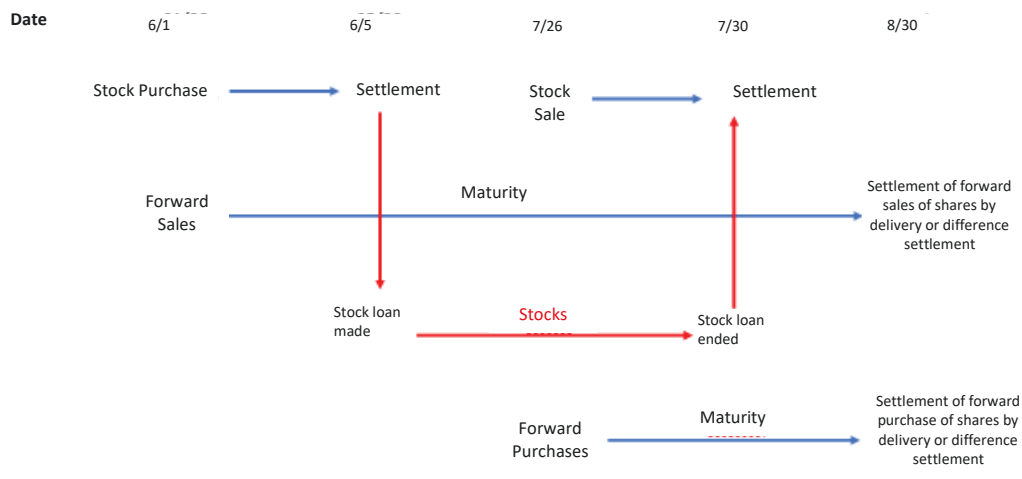 Date
6/1
6/5
7/26
7/30
8/30
Stock Purchase
Settlement
Stock
Sale
Settlement
Forward
Sales
Maturity
Settlement of forward
sales of shares by
delivery or difference
settlement
Stock loan
made
Stocks
Stock loan
ended
Forward
Purchases
Maturity
Settlement of forward
purchase of shares by
delivery or difference
settlement